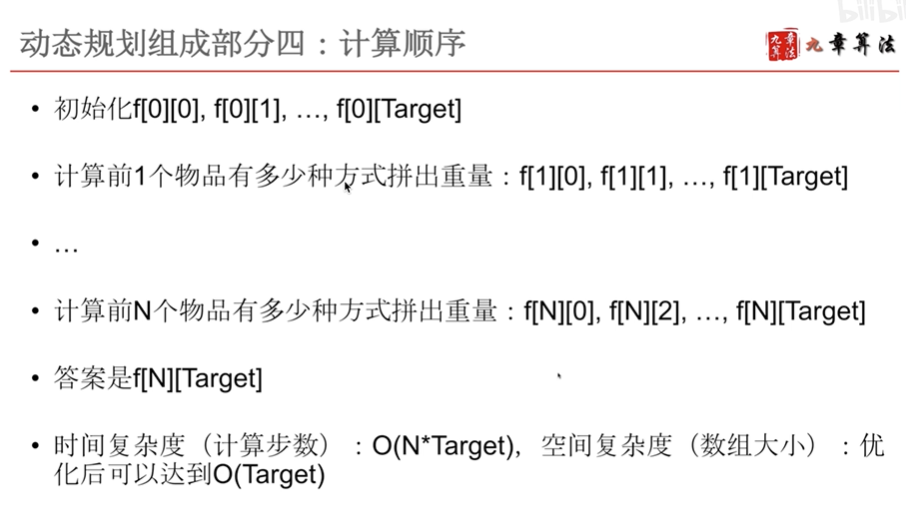 bilibili
动态规划组成部分四：计算顺序
九章算法 九章算法
• 初始化f[0][0], f[0][1], …, f[0][Target]
• 计算前1个物品有多少种方式拼出重量：f[1][0], f[1][1], …, f[1][Target]
• …
• 计算前N个物品有多少种方式拼出重量：f[N][0], f[N][2], …, f[N][Target]
• 答案是f[N][Target]
• 时间复杂度（计算步数）：O(N*Target)，空间复杂度（数组大小）：优
化后可以达到O(Target)